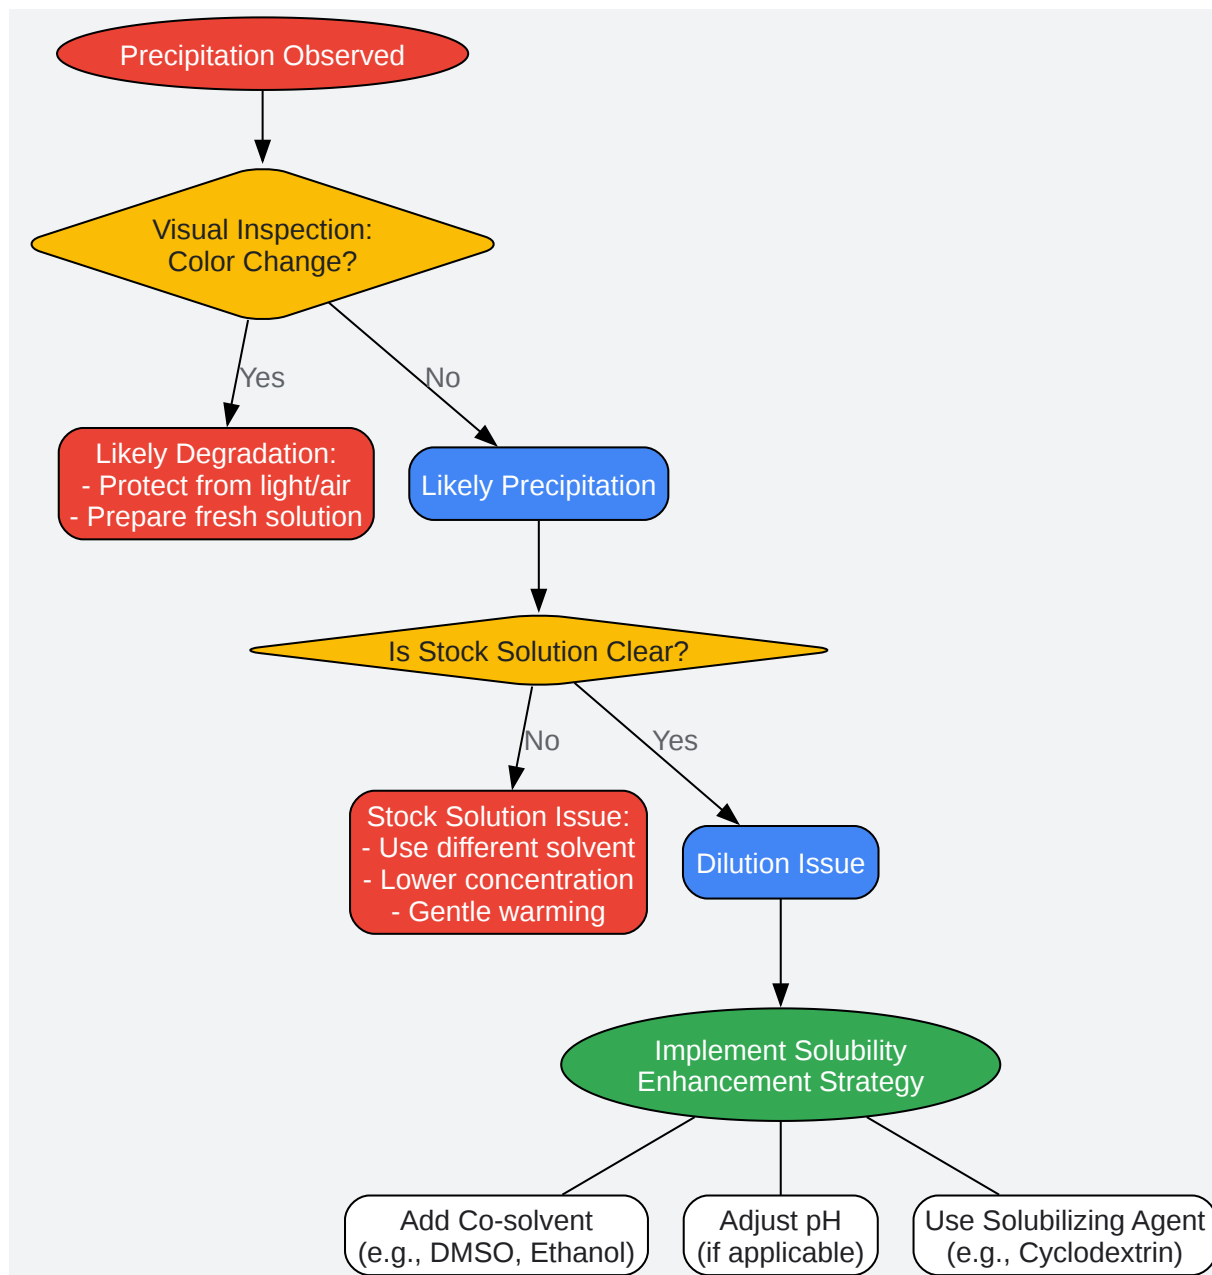 Precipitation Observed
Visual Inspection:
Color Change?
Yes
No
Likely Degradation:
- Protect from light/air
- Prepare fresh solution
Likely Precipitation
Is Stock Solution Clear?
No
Yes
Stock Solution Issue:
- Use different solvent
- Lower concentration
- Gentle warming
Dilution Issue
Implement Solubility
Enhancement Strategy
Add Co-solvent
(e.g., DMSO, Ethanol)
Adjust pH
(if applicable)
Use Solubilizing Agent
(e.g., Cyclodextrin)